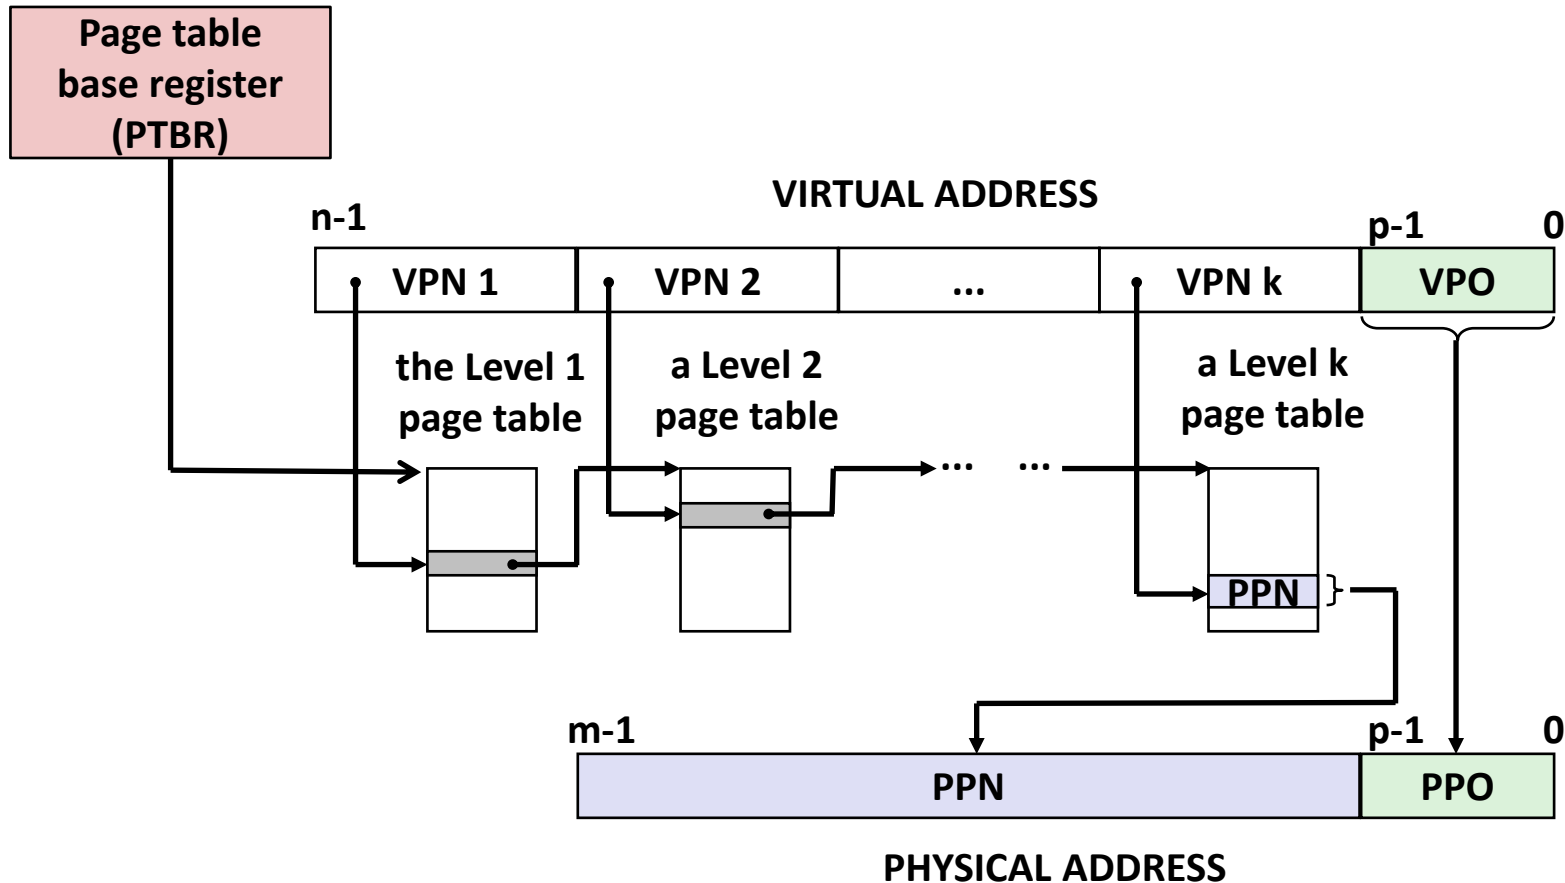 Page table
base register
(PTBR)
VIRTUAL ADDRESS
n-1
p-1
0
VPN 1
VPN 2
...
VPN k
VPO
the Level 1
page table
a Level 2
page table
a Level k
page table
... ...
PPN
m-1
p-1
0
PPN
PPO
PHYSICAL ADDRESS